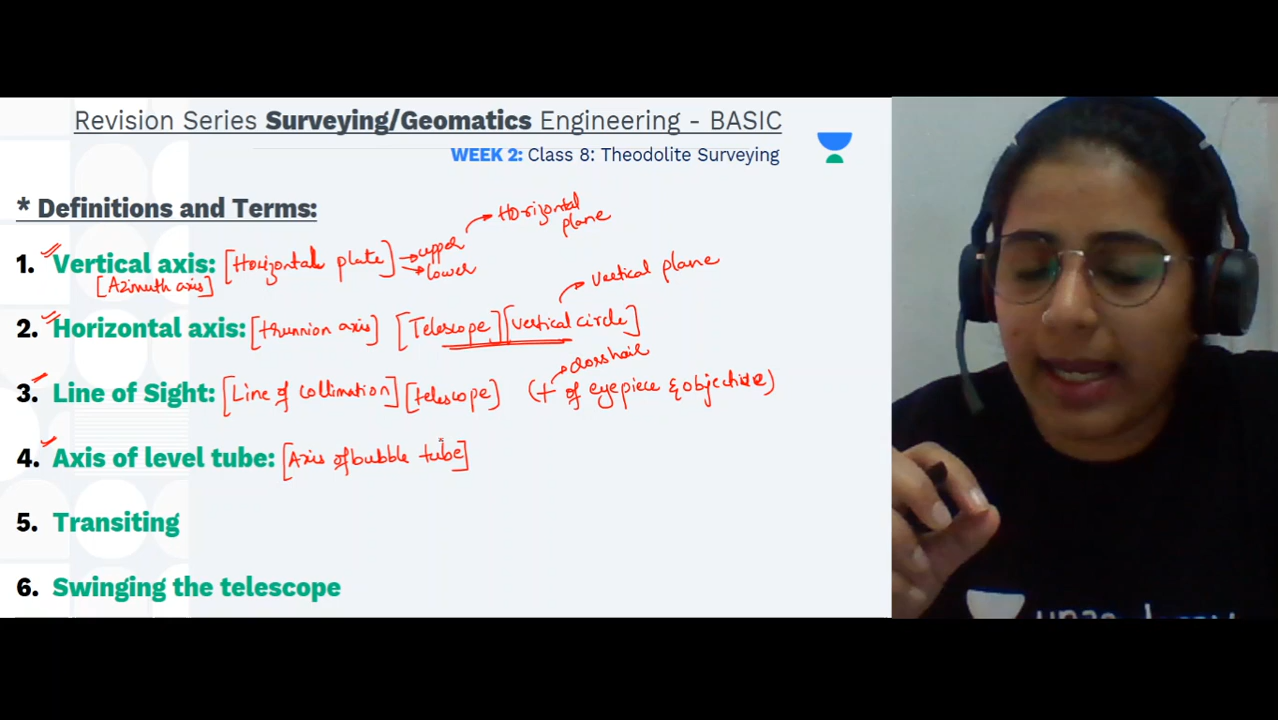 Revision Series Surveying/Geomatics Engineering - BASIC
WEEK 2: Class 8: Theodolite Surveying
* Definitions and Terms:
Horizontal plane
1. Vertical axis: [Horizontal plate] → upper → lower
[Azimuth axis]
vertical plane
2. Horizontal axis: [trunnion axis] [Telescope] [vertical circle]
crosshair
3. Line of Sight: [Line of collimation] [telescope] (+ of eyepiece & objective)
4. Axis of level tube: [Axis of bubble tube]
5. Transiting
6. Swinging the telescope